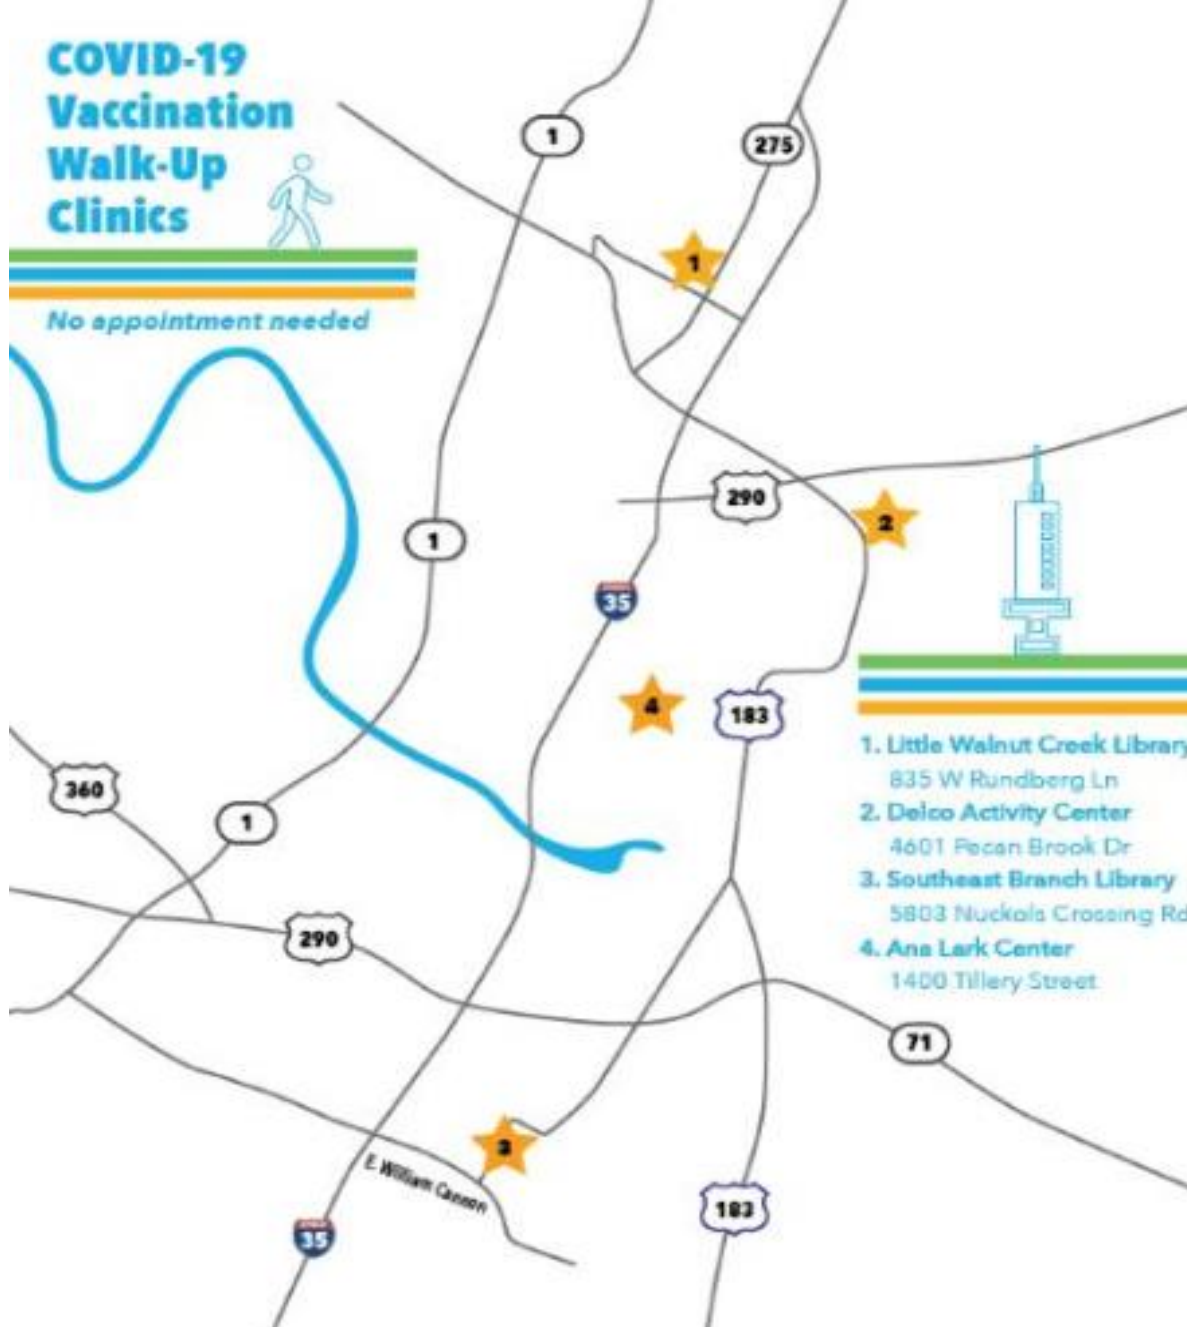 COVID-19
Vaccination
Walk-Up
Clinics
No appointment needed
1
275
1
290
2
1
35
4
183
360
1
1. Little Walnut Creek Library
835 W Rundberg Ln
2. Delco Activity Center
4601 Pecan Brook Dr
3. Southeast Branch Library
5803 Nuckols Crossing Rd
4. Ana Lark Center
1400 Tillery Street
290
71
3
E. William Cannon
183
35